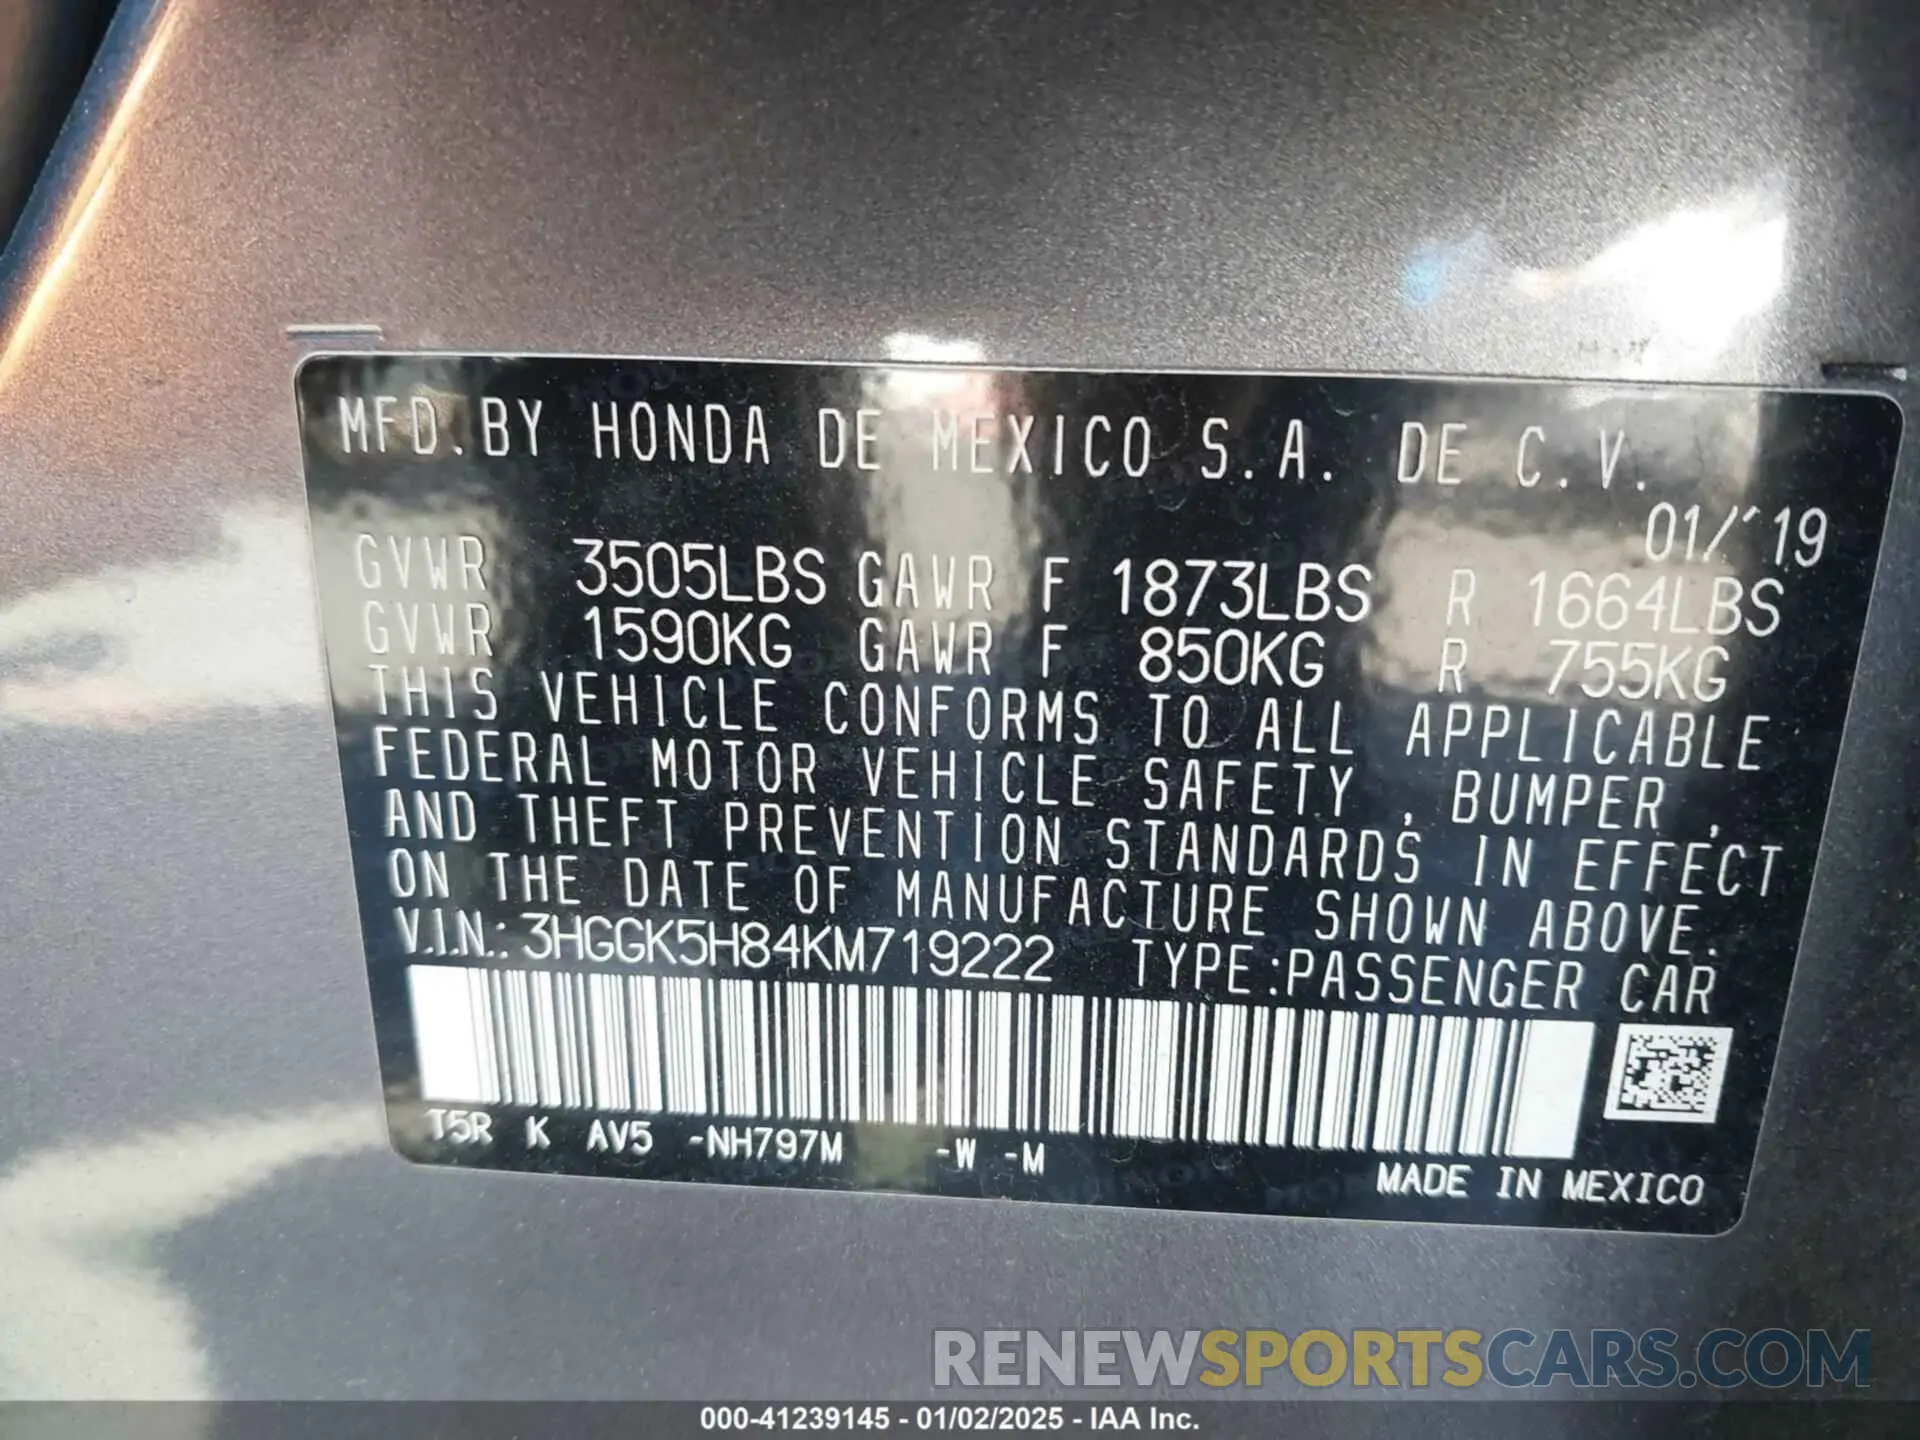 MFD. BY HONDA DE MEXICO S.A. DE C.V.
01/'19
GVWR 3505LBS GAWR F 1873LBS R 1664LBS
GVWR 1590KG GAWR F 850KG R 755KG
THIS VEHICLE CONFORMS TO ALL APPLICABLE
FEDERAL MOTOR VEHICLE SAFETY, BUMPER,
AND THEFT PREVENTION STANDARDS IN EFFECT
ON THE DATE OF MANUFACTURE SHOWN ABOVE.
V.I.N.: 3HGGK5H84KM719222 TYPE:PASSENGER CAR
T5R K AV5 -NH797M -W -M
MADE IN MEXICO
RENEWSPORTSCARS.COM
000-41239145 - 01/02/2025 - IAA Inc.